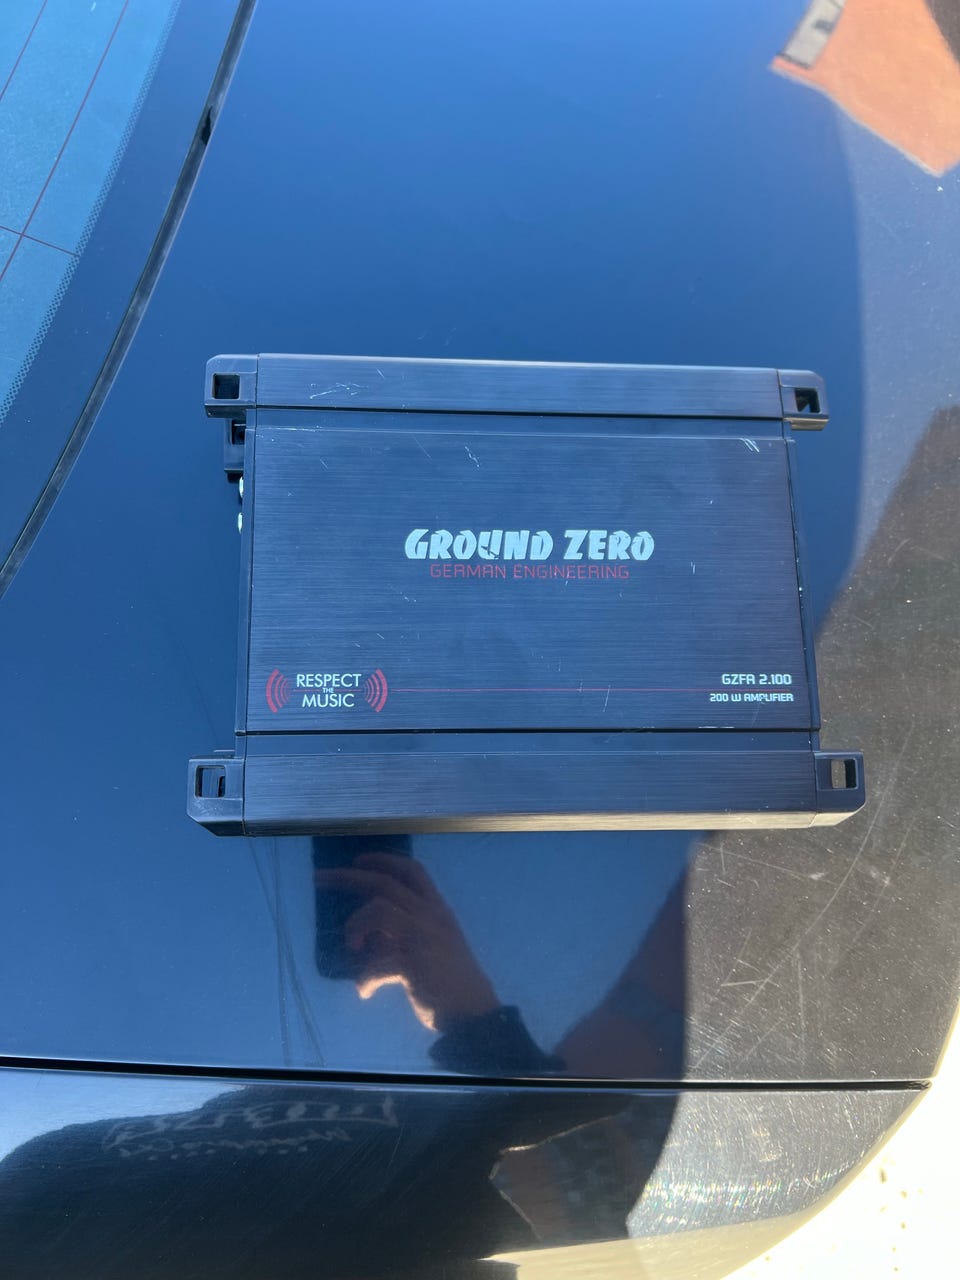 GROUND ZERO
GERMAN ENGINEERING
RESPECT
THE
MUSIC
GZFA 2.100
200 W AMPLIFIER